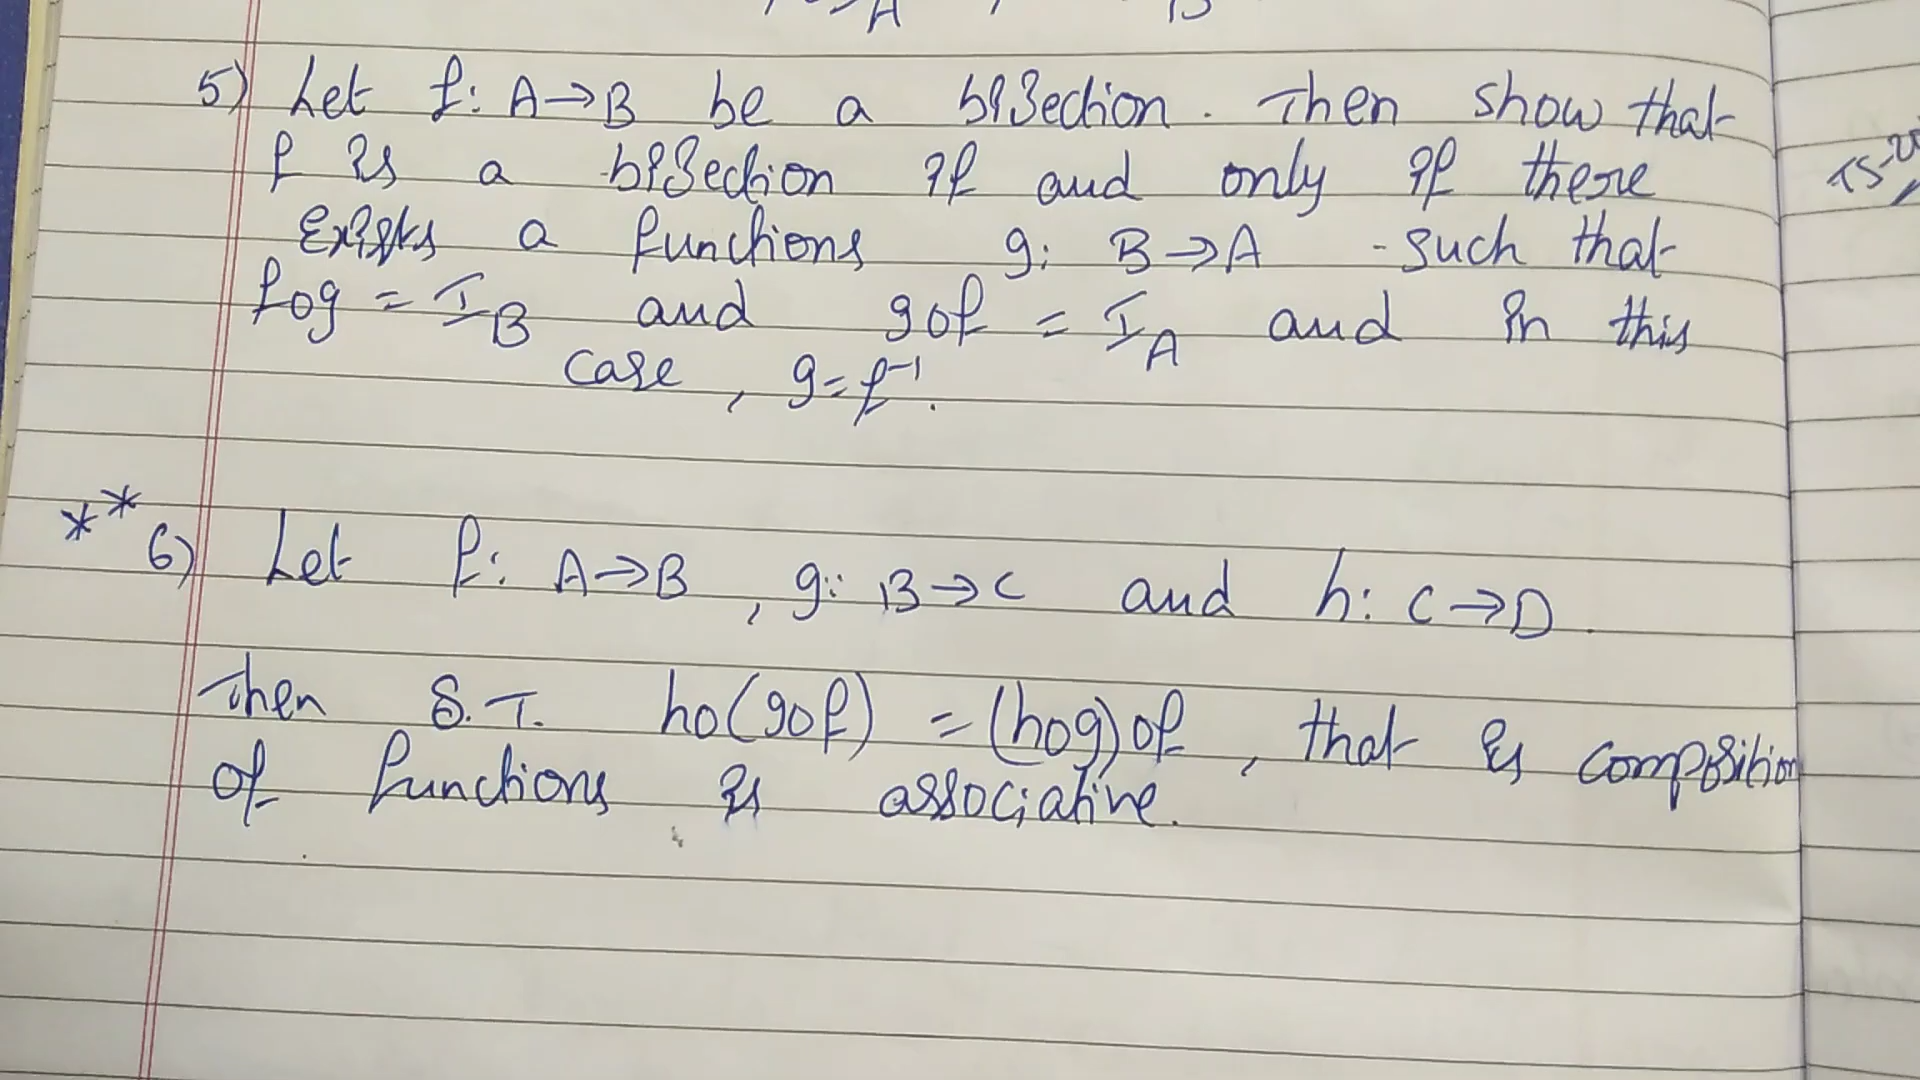 5) Let f: A→B be a bijection. Then show that
f is a bijection if and only if there
exists a functions g: B→A such that
fog = I_B and gof = I_A and in this
case, g=f⁻¹.
** 6) Let f: A→B, g: B→C and h: C→D.
Then S.T. ho(gof) = (hog)of, that is composition
of functions is associative.